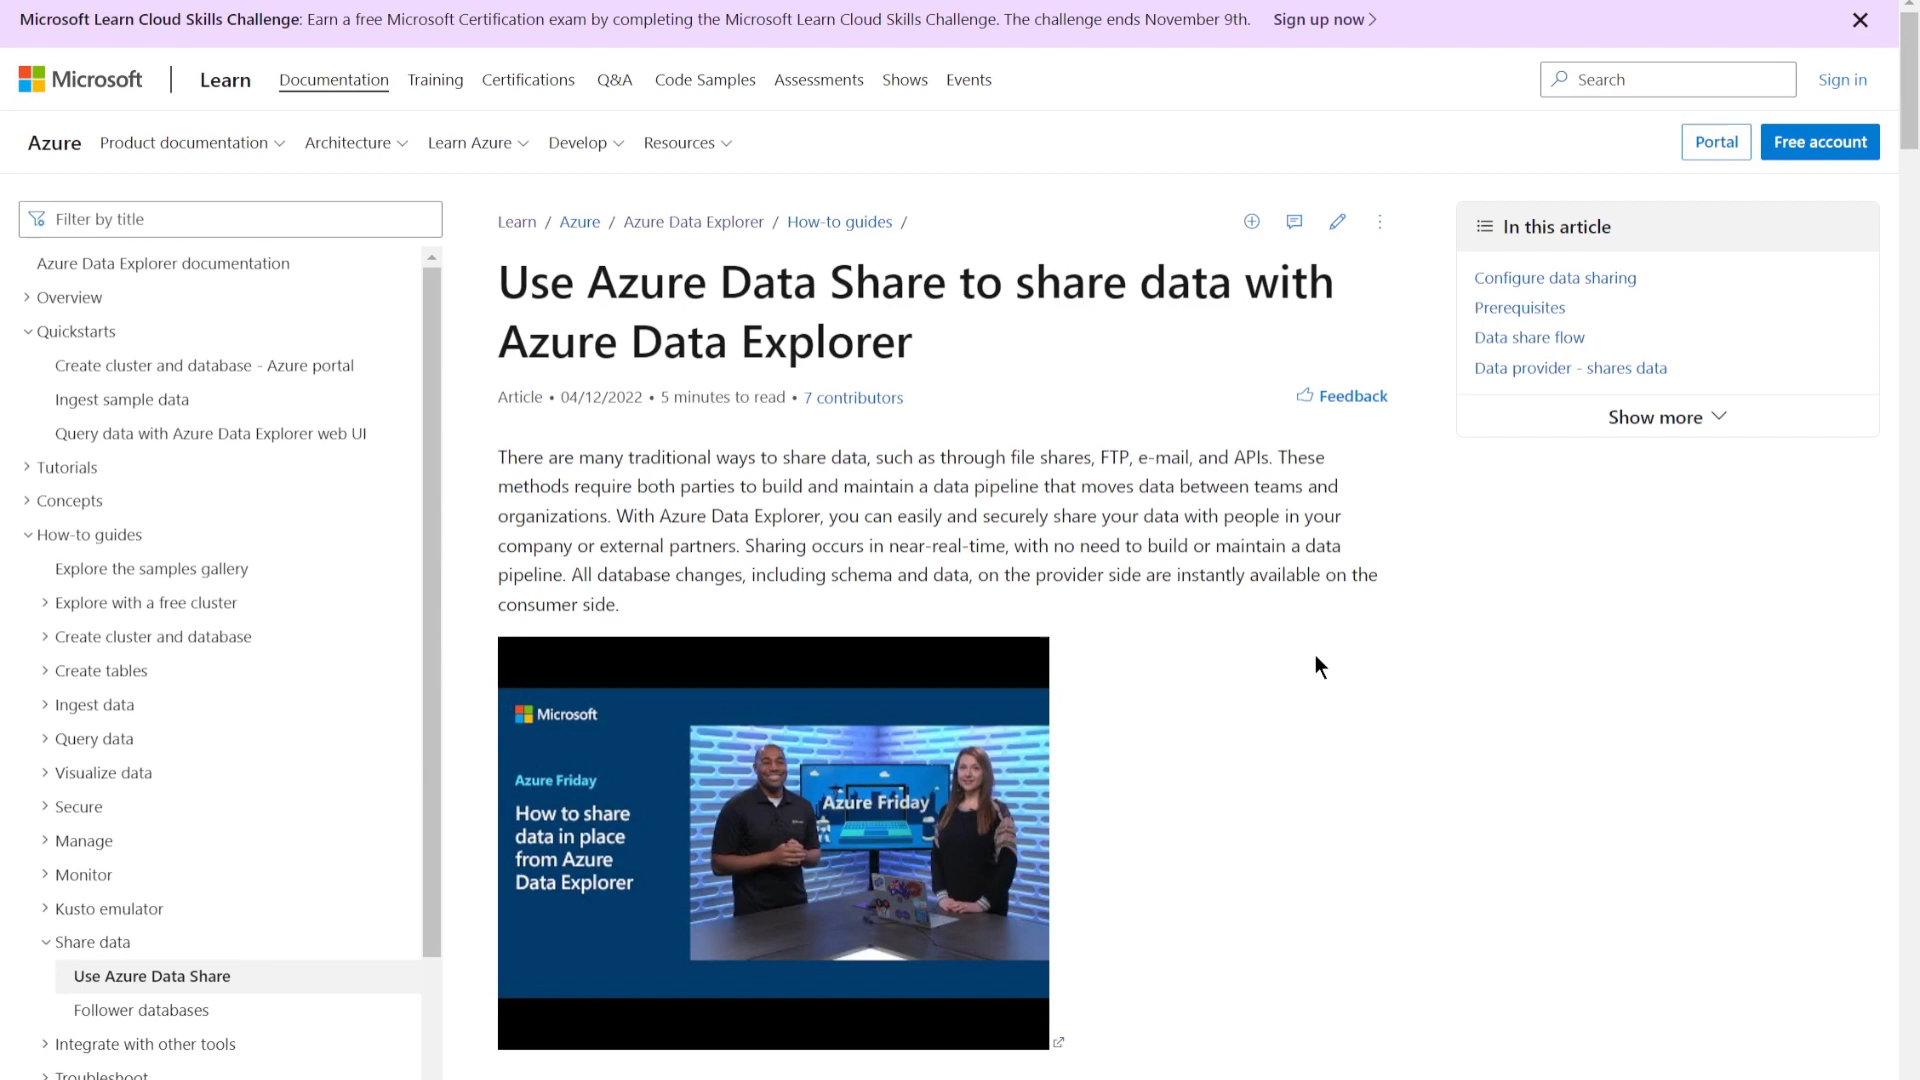 Microsoft Learn Cloud Skills Challenge: Earn a free Microsoft Certification exam by completing the Microsoft Learn Cloud Skills Challenge. The challenge ends November 9th. Sign up now
Microsoft Learn Documentation Training Certifications Q&A Code Samples Assessments Shows Events Search Sign in
Azure Product documentation Architecture Learn Azure Develop Resources Portal Free account
Filter by title
Azure Data Explorer documentation
Overview
Quickstarts
Create cluster and database - Azure portal
Ingest sample data
Query data with Azure Data Explorer web UI
Tutorials
Concepts
How-to guides
Explore the samples gallery
Explore with a free cluster
Create cluster and database
Create tables
Ingest data
Query data
Visualize data
Secure
Manage
Monitor
Kusto emulator
Share data
Use Azure Data Share
Follower databases
Integrate with other tools
Troubleshoot
Learn / Azure / Azure Data Explorer / How-to guides /
Use Azure Data Share to share data with
Azure Data Explorer
Article • 04/12/2022 • 5 minutes to read • 7 contributors
Feedback
There are many traditional ways to share data, such as through file shares, FTP, e-mail, and APIs. These
methods require both parties to build and maintain a data pipeline that moves data between teams and
organizations. With Azure Data Explorer, you can easily and securely share your data with people in your
company or external partners. Sharing occurs in near-real-time, with no need to build or maintain a data
pipeline. All database changes, including schema and data, on the provider side are instantly available on the
consumer side.
Microsoft
Azure Friday
How to share
data in place
from Azure
Data Explorer
Azure Friday
In this article
Configure data sharing
Prerequisites
Data share flow
Data provider - shares data
Show more